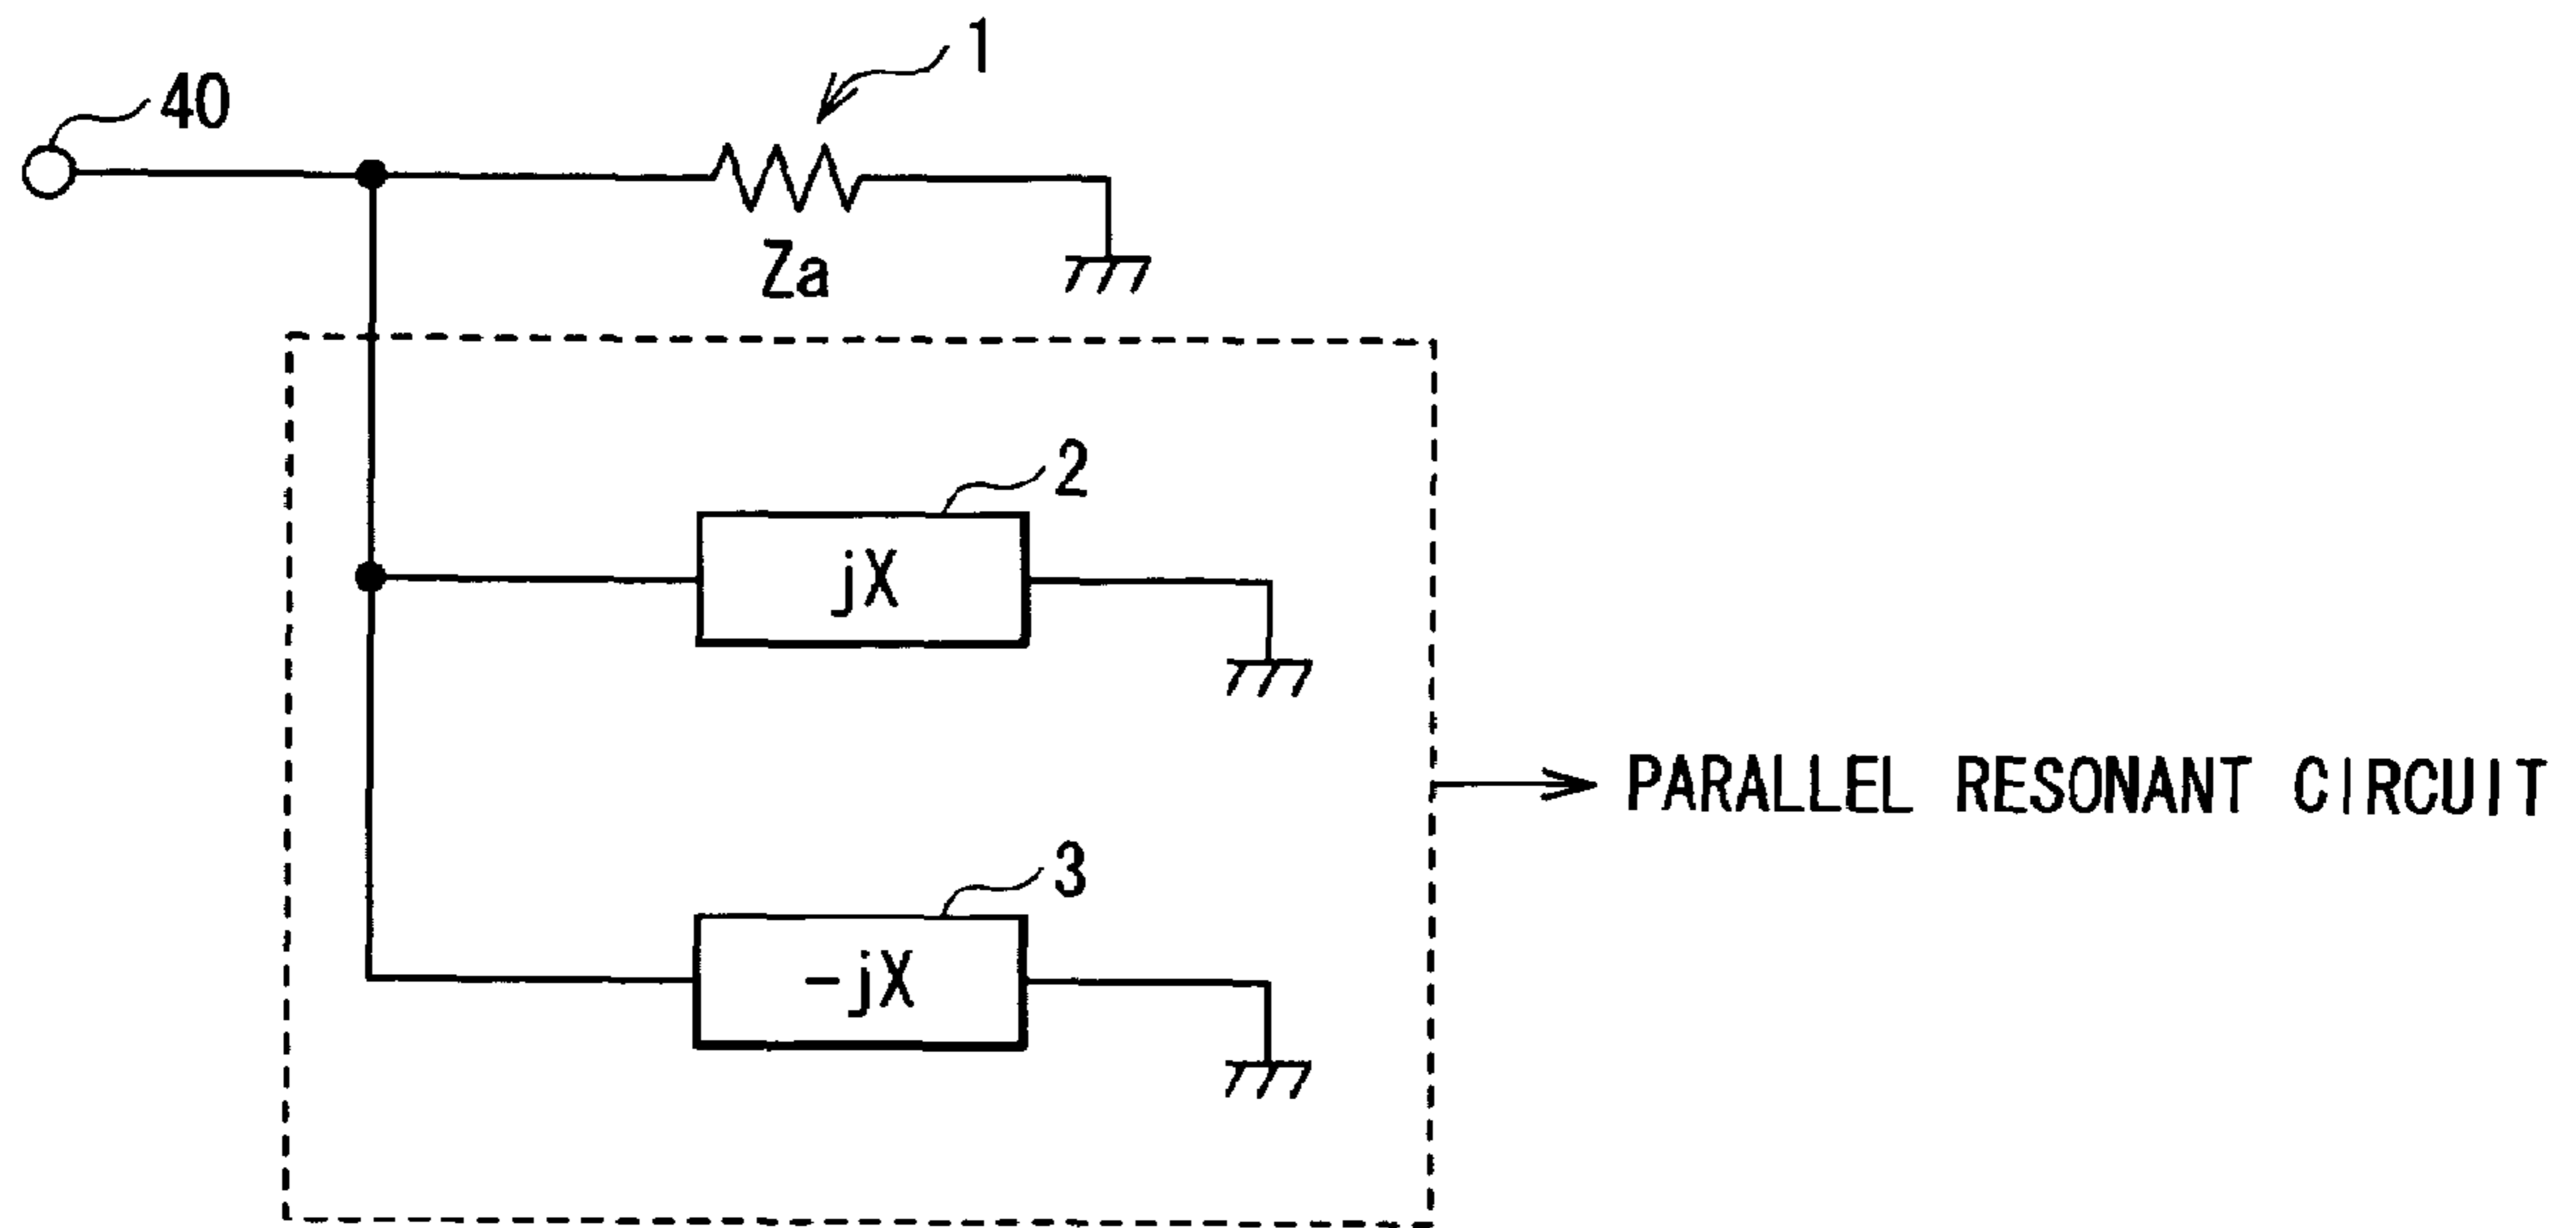 1
40
Za
2
jX
PARALLEL RESONANT CIRCUIT
3
-jX